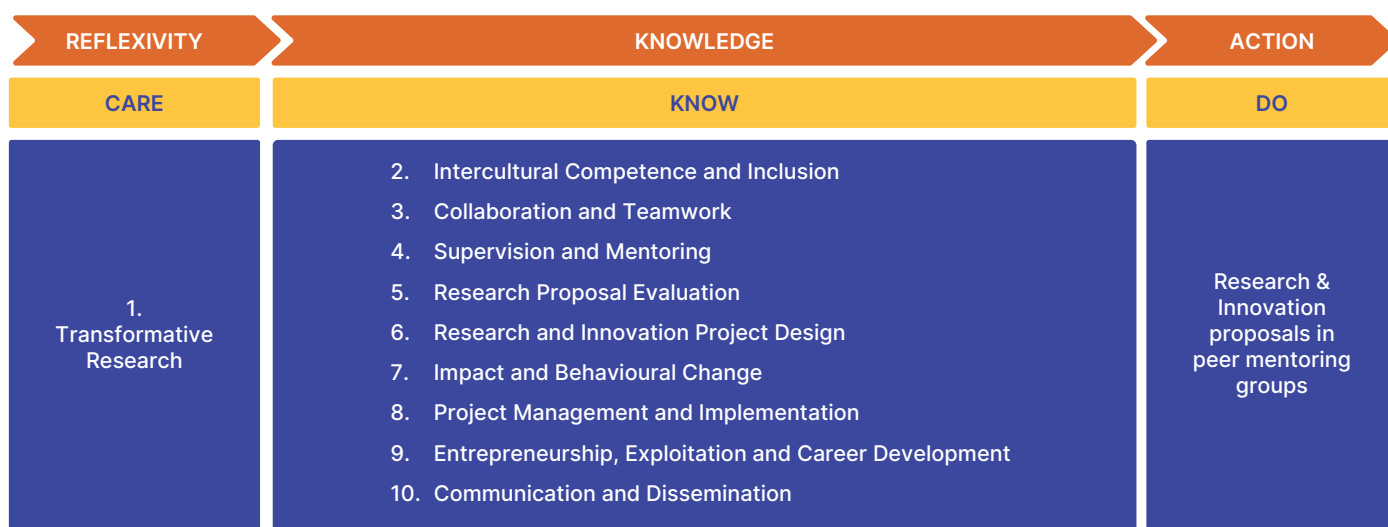 REFLEXIVITY
KNOWLEDGE
ACTION
CARE
KNOW
DO
1.
Transformative
Research
2. Intercultural Competence and Inclusion
3. Collaboration and Teamwork
4. Supervision and Mentoring
5. Research Proposal Evaluation
6. Research and Innovation Project Design
7. Impact and Behavioural Change
8. Project Management and Implementation
9. Entrepreneurship, Exploitation and Career Development
10. Communication and Dissemination
Research &
Innovation
proposals in
peer mentoring
groups